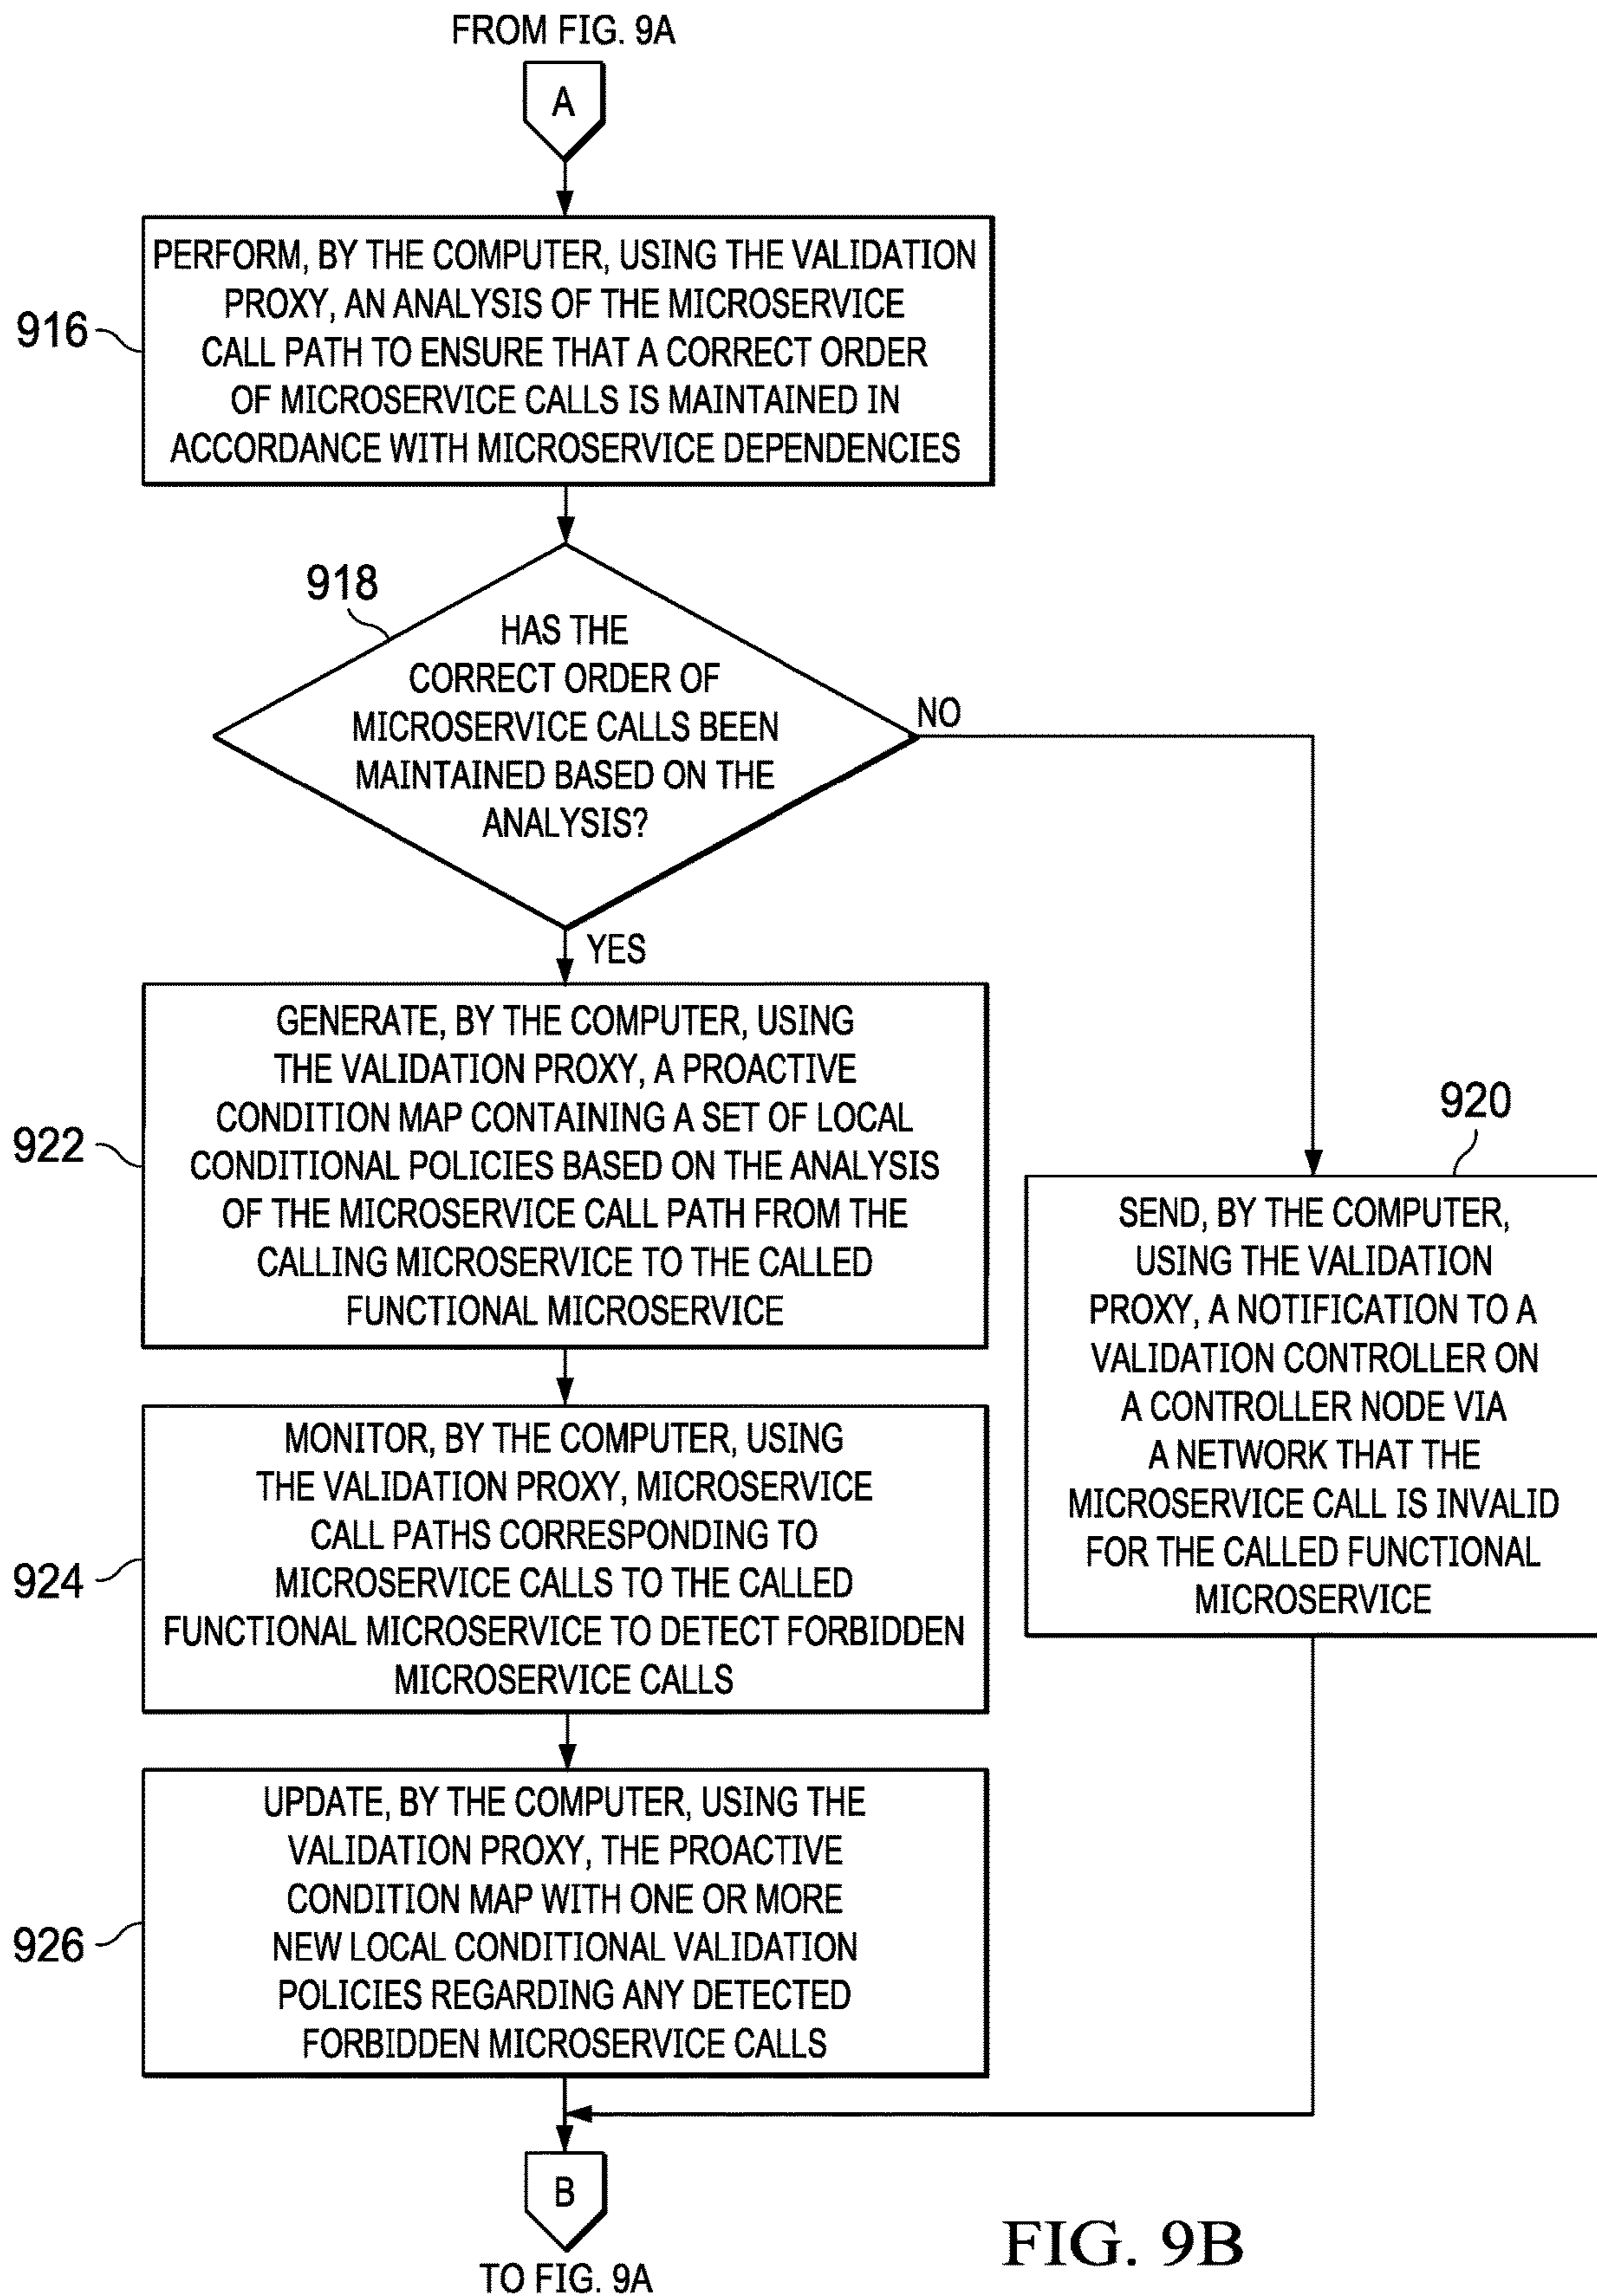 FROM FIG. 9A
A
916
PERFORM, BY THE COMPUTER, USING THE VALIDATION
PROXY, AN ANALYSIS OF THE MICROSERVICE
CALL PATH TO ENSURE THAT A CORRECT ORDER
OF MICROSERVICE CALLS IS MAINTAINED IN
ACCORDANCE WITH MICROSERVICE DEPENDENCIES
918
HAS THE
CORRECT ORDER OF
MICROSERVICE CALLS BEEN
MAINTAINED BASED ON THE
ANALYSIS?
NO
YES
922
GENERATE, BY THE COMPUTER, USING
THE VALIDATION PROXY, A PROACTIVE
CONDITION MAP CONTAINING A SET OF LOCAL
CONDITIONAL POLICIES BASED ON THE ANALYSIS
OF THE MICROSERVICE CALL PATH FROM THE
CALLING MICROSERVICE TO THE CALLED
FUNCTIONAL MICROSERVICE
920
SEND, BY THE COMPUTER,
USING THE VALIDATION
PROXY, A NOTIFICATION TO A
VALIDATION CONTROLLER ON
A CONTROLLER NODE VIA
A NETWORK THAT THE
MICROSERVICE CALL IS INVALID
FOR THE CALLED FUNCTIONAL
MICROSERVICE
924
MONITOR, BY THE COMPUTER, USING
THE VALIDATION PROXY, MICROSERVICE
CALL PATHS CORRESPONDING TO
MICROSERVICE CALLS TO THE CALLED
FUNCTIONAL MICROSERVICE TO DETECT FORBIDDEN
MICROSERVICE CALLS
926
UPDATE, BY THE COMPUTER, USING THE
VALIDATION PROXY, THE PROACTIVE
CONDITION MAP WITH ONE OR MORE
NEW LOCAL CONDITIONAL VALIDATION
POLICIES REGARDING ANY DETECTED
FORBIDDEN MICROSERVICE CALLS
B
TO FIG. 9A
FIG. 9B